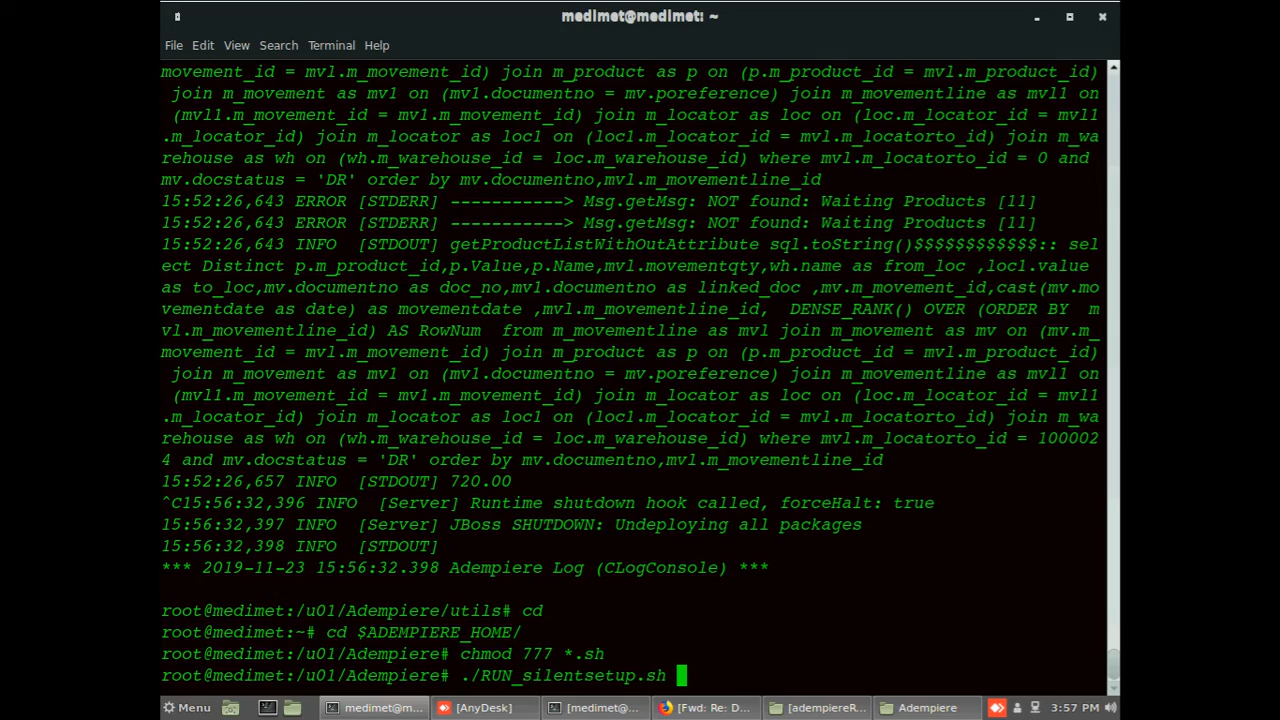 medimet@medimet: ~
File Edit View Search Terminal Help
movement_id = mvl.m_movement_id) join m_product as p on (p.m_product_id = mvl.m_product_id)
join m_movement as mv1 on (mv1.documentno = mv.poreference) join m_movementline as mvl1 on
(mvl1.m_movement_id = mv1.m_movement_id) join m_locator as loc on (loc.m_locator_id = mvl1
.m_locator_id) join m_locator as loc1 on (loc1.m_locator_id = mvl.m_locatorto_id) join m_wa
rehouse as wh on (wh.m_warehouse_id = loc.m_warehouse_id) where mvl.m_locatorto_id = 0 and
mv.docstatus = 'DR' order by mv.documentno,mvl.m_movementline_id
15:52:26,643 ERROR [STDERR] -----------> Msg.getMsg: NOT found: Waiting Products [11]
15:52:26,643 ERROR [STDERR] -----------> Msg.getMsg: NOT found: Waiting Products [11]
15:52:26,643 INFO  [STDOUT] getProductListWithOutAttribute sql.toString()$$$$$$$$$$$$:: sel
ect Distinct p.m_product_id,p.Value,p.Name,mvl.movementqty,wh.name as from_loc ,loc1.value
as to_loc,mv.documentno as doc_no,mv1.documentno as linked_doc ,mv.m_movement_id,cast(mv.mo
vementdate as date) as movementdate ,mvl.m_movementline_id,  DENSE_RANK() OVER (ORDER BY  m
vl.m_movementline_id) AS RowNum  from m_movementline as mvl join m_movement as mv on (mv.m_
movement_id = mvl.m_movement_id) join m_product as p on (p.m_product_id = mvl.m_product_id)
join m_movement as mv1 on (mv1.documentno = mv.poreference) join m_movementline as mvl1 on
(mvl1.m_movement_id = mv1.m_movement_id) join m_locator as loc on (loc.m_locator_id = mvl1
.m_locator_id) join m_locator as loc1 on (loc1.m_locator_id = mvl.m_locatorto_id) join m_wa
rehouse as wh on (wh.m_warehouse_id = loc.m_warehouse_id) where mvl.m_locatorto_id = 100002
4 and mv.docstatus = 'DR' order by mv.documentno,mvl.m_movementline_id
15:52:26,657 INFO  [STDOUT] 720.00
^C15:56:32,396 INFO  [Server] Runtime shutdown hook called, forceHalt: true
15:56:32,397 INFO  [Server] JBoss SHUTDOWN: Undeploying all packages
15:56:32,398 INFO  [STDOUT]
*** 2019-11-23 15:56:32.398 Adempiere Log (CLogConsole) ***
root@medimet:/u01/Adempiere/utils# cd
root@medimet:~# cd $ADEMPIERE_HOME/
root@medimet:/u01/Adempiere# chmod 777 *.sh
root@medimet:/u01/Adempiere# ./RUN_silentsetup.sh
Menu medimet@m... [AnyDesk] [medimet@... [Fwd: Re: D... [adempiereR... Adempiere 3:57 PM